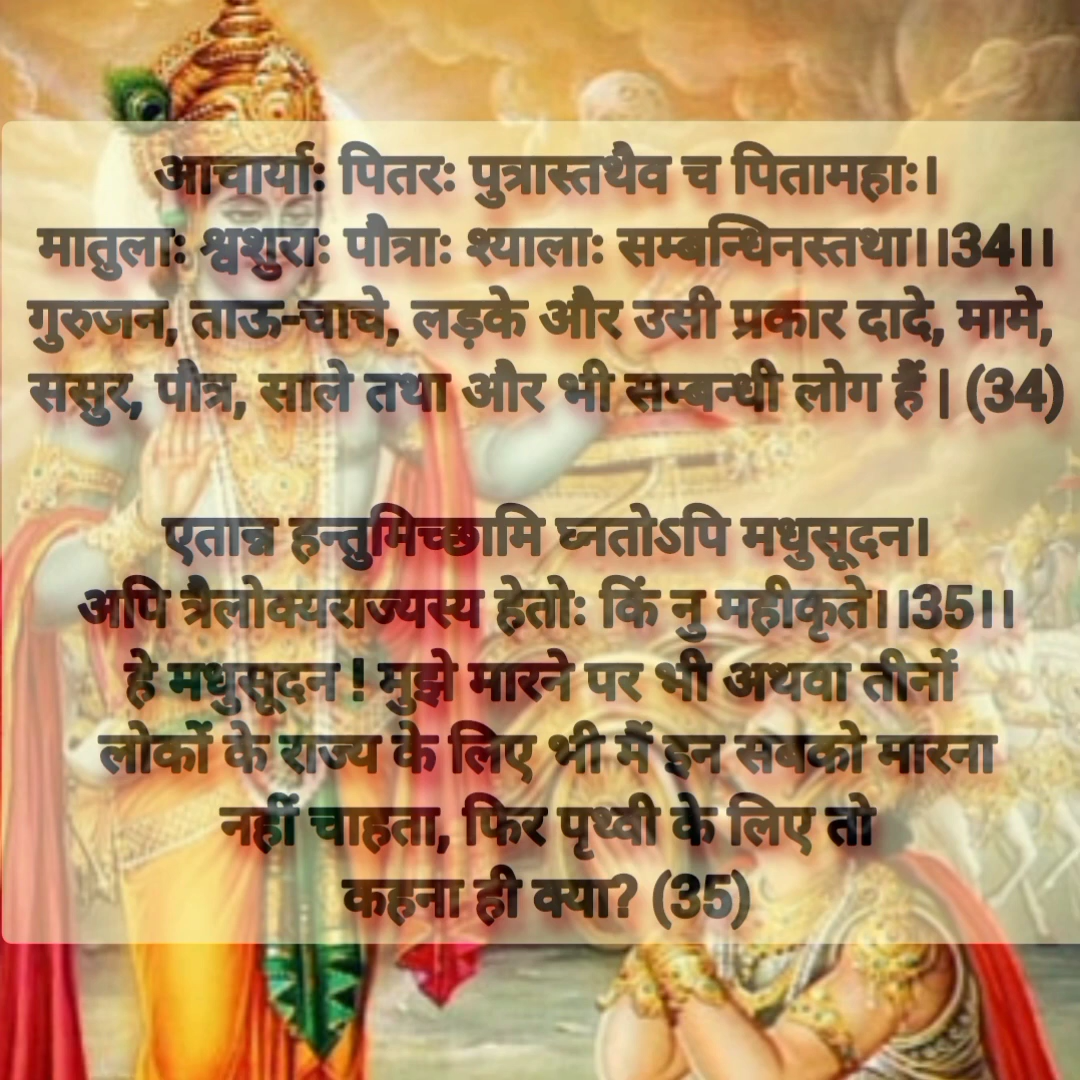 आचार्याः पितरः पुत्रास्तथैव च पितामहाः।
मातुलाः श्वशुराः पौत्राः श्यालाः सम्बन्धिनस्तथा।।34।।
गुरुजन, ताऊ-चाचे, लड़के और उसी प्रकार दादे, मामे,
ससुर, पौत्र, साले तथा और भी सम्बन्धी लोग हैं | (34)
एतान्न हन्तुमिच्छामि घ्नतोऽपि मधुसूदन।
अपि त्रैलोक्यराज्यस्य हेतोः किं नु महीकृते।।35।।
हे मधुसूदन ! मुझे मारने पर भी अथवा तीनों
लोकों के राज्य के लिए भी मैं इन सबको मारना
नहीं चाहता, फिर पृथ्वी के लिए तो
कहना ही क्या? (35)